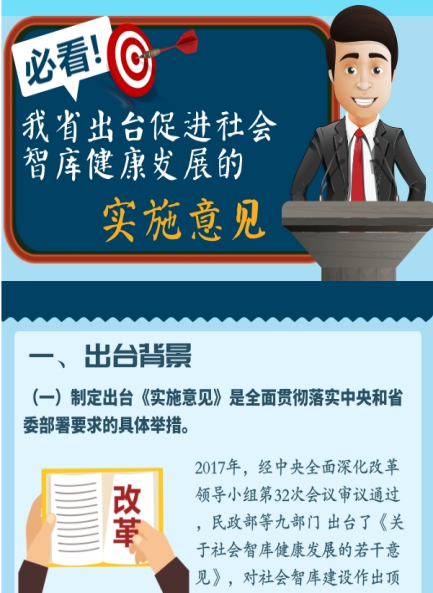 必看!
我省出台促进社会
智库健康发展的
实施意见
一、出台背景
（一）制定出台《实施意见》是全面贯彻落实中央和省
委部署要求的具体举措。
改革
2017年，经中央全面深化改革
领导小组第32次会议审议通过
，民政部等九部门 出台了《关
于社会智库健康发展的若干意
见》，对社会智库建设作出顶